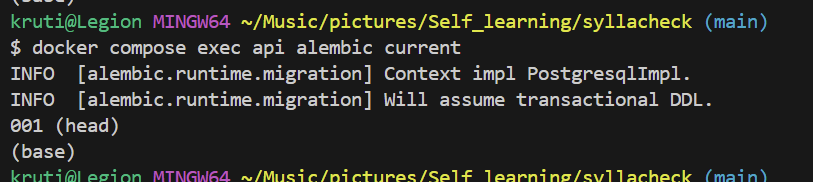 (base)
kruti@Legion MINGW64 ~/Music/pictures/Self_learning/syllacheck (main)
$ docker compose exec api alembic current
INFO  [alembic.runtime.migration] Context impl PostgresqlImpl.
INFO  [alembic.runtime.migration] Will assume transactional DDL.
001 (head)
(base)
kruti@Legion MINGW64 ~/Music/pictures/Self_learning/syllacheck (main)